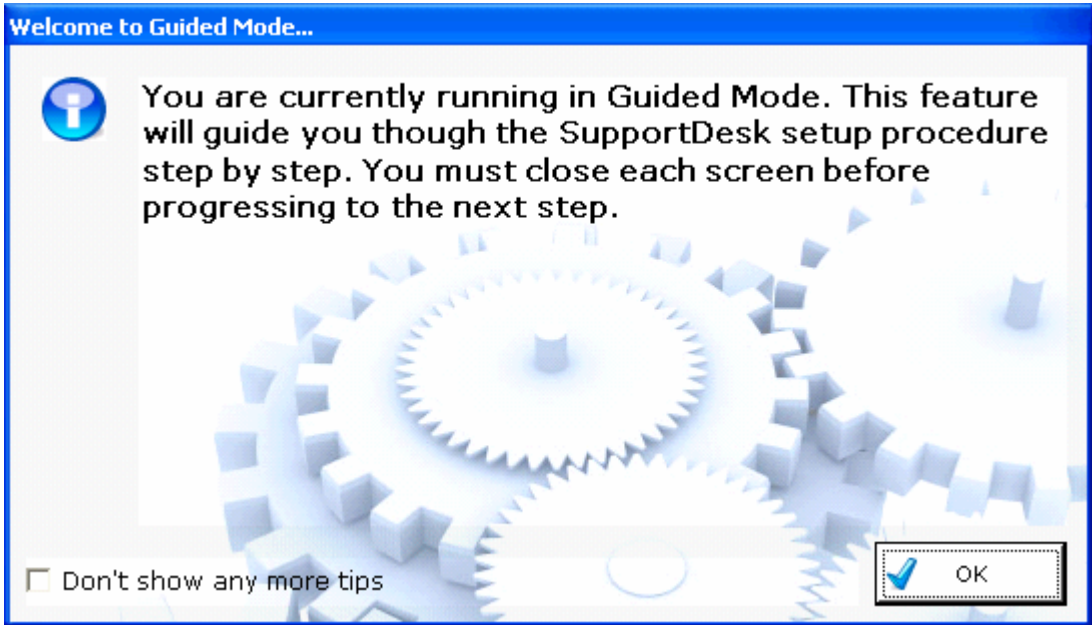 Welcome to Guided Mode...
You are currently running in Guided Mode. This feature
will guide you though the SupportDesk setup procedure
step by step. You must close each screen before
progressing to the next step.
Don't show any more tips
OK